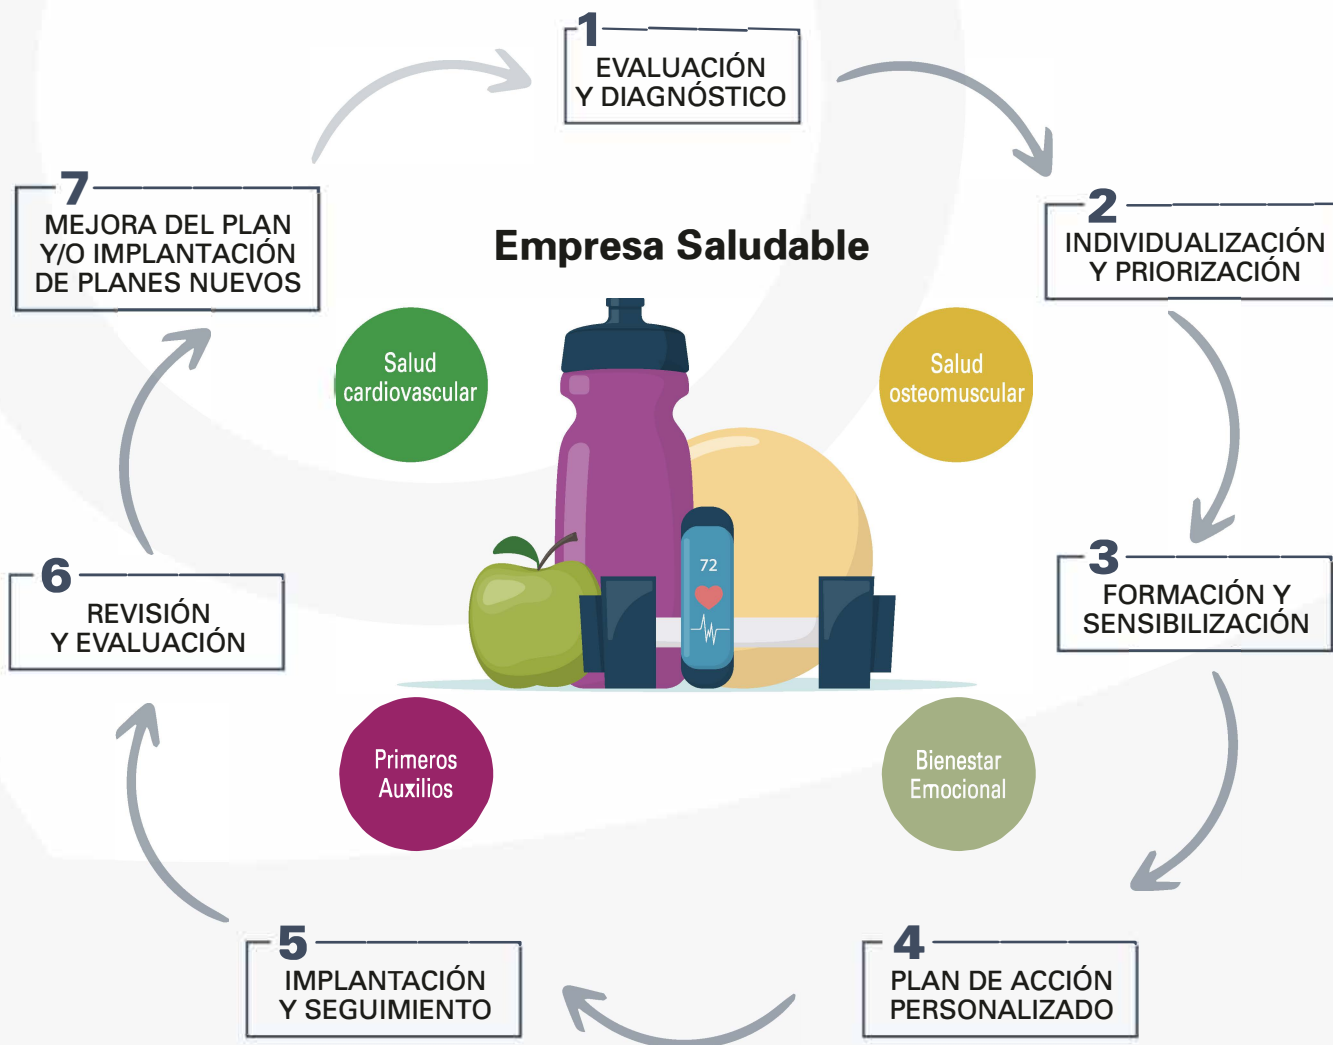 1
EVALUACIÓN
Y DIAGNÓSTICO
2
INDIVIDUALIZACIÓN
Y PRIORIZACIÓN
3
FORMACIÓN Y
SENSIBILIZACIÓN
4
PLAN DE ACCIÓN
PERSONALIZADO
5
IMPLANTACIÓN
Y SEGUIMIENTO
6
REVISIÓN
Y EVALUACIÓN
7
MEJORA DEL PLAN
Y/O IMPLANTACIÓN
DE PLANES NUEVOS
Empresa Saludable
Salud
cardiovascular
Salud
osteomuscular
72
Primeros
Auxilios
Bienestar
Emocional